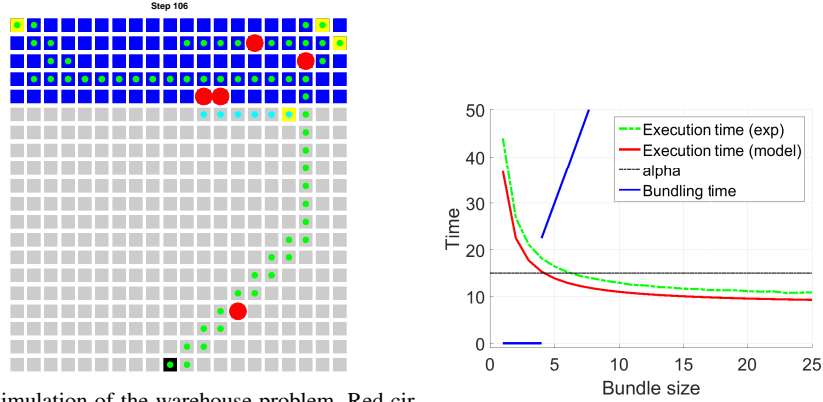 Step 106
imulation of the warehouse problem. Red cir
50
40
30
20
10
0
Time
0 5 10 15 20 25
Bundle size
Execution time (exp)
Execution time (model)
alpha
Bundling time